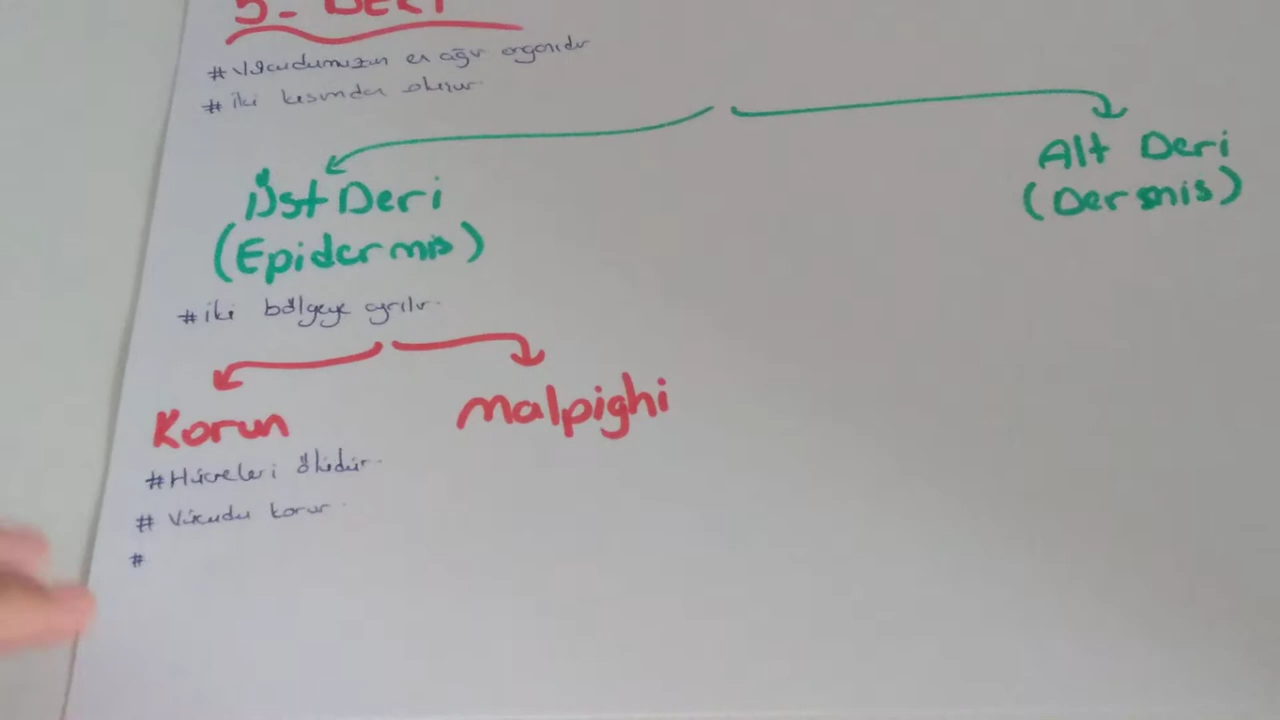 5- DERİ
# Vücudumuzun en ağır organıdır
# İki kısımdan oluşur
Üst Deri
(Epidermis)
Alt Deri
(Dermis)
# İki bölgeye ayrılır.
Korun
Malpighi
# Hücreleri ölüdür.
# Vücudu korur.
#